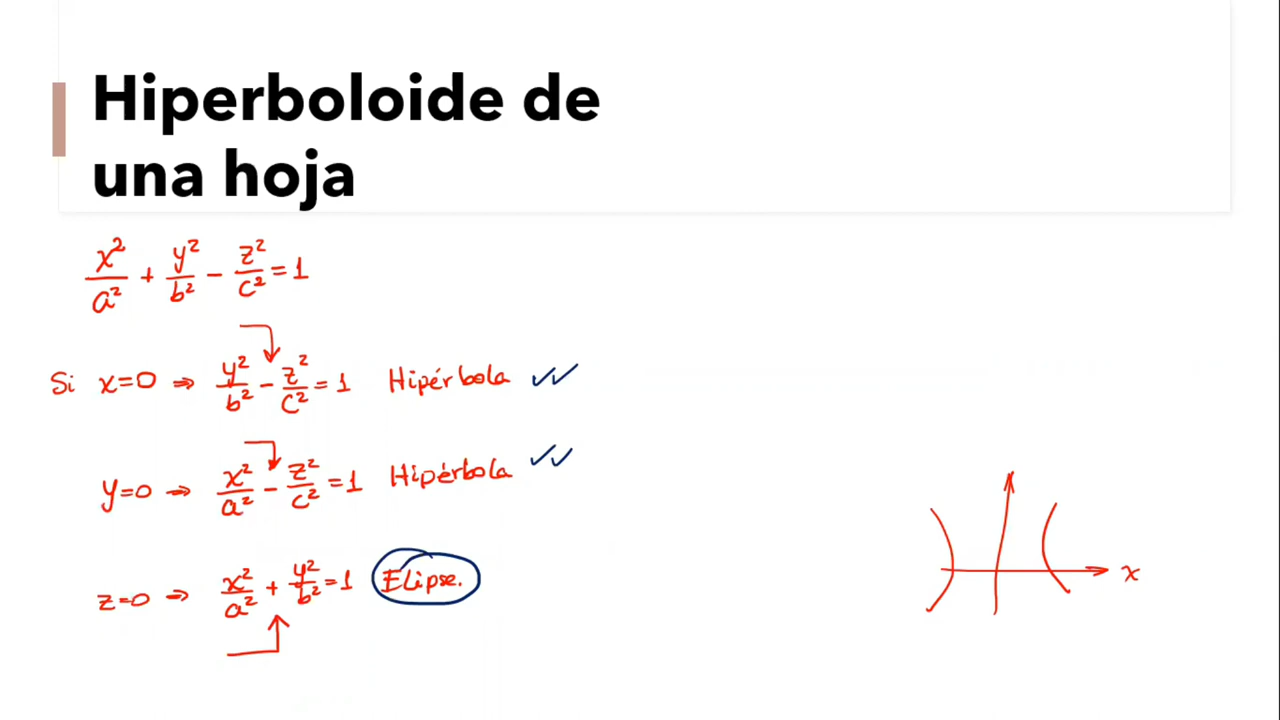 Hiperboloide de
una hoja
x²/a² + y²/b² - z²/c² = 1
Si x=0 ⇒ y²/b² - z²/c² = 1 Hipérbola ✓✓
y=0 ⇒ x²/a² - z²/c² = 1 Hipérbola ✓✓
z=0 ⇒ x²/a² + y²/b² = 1 Elipse.
x